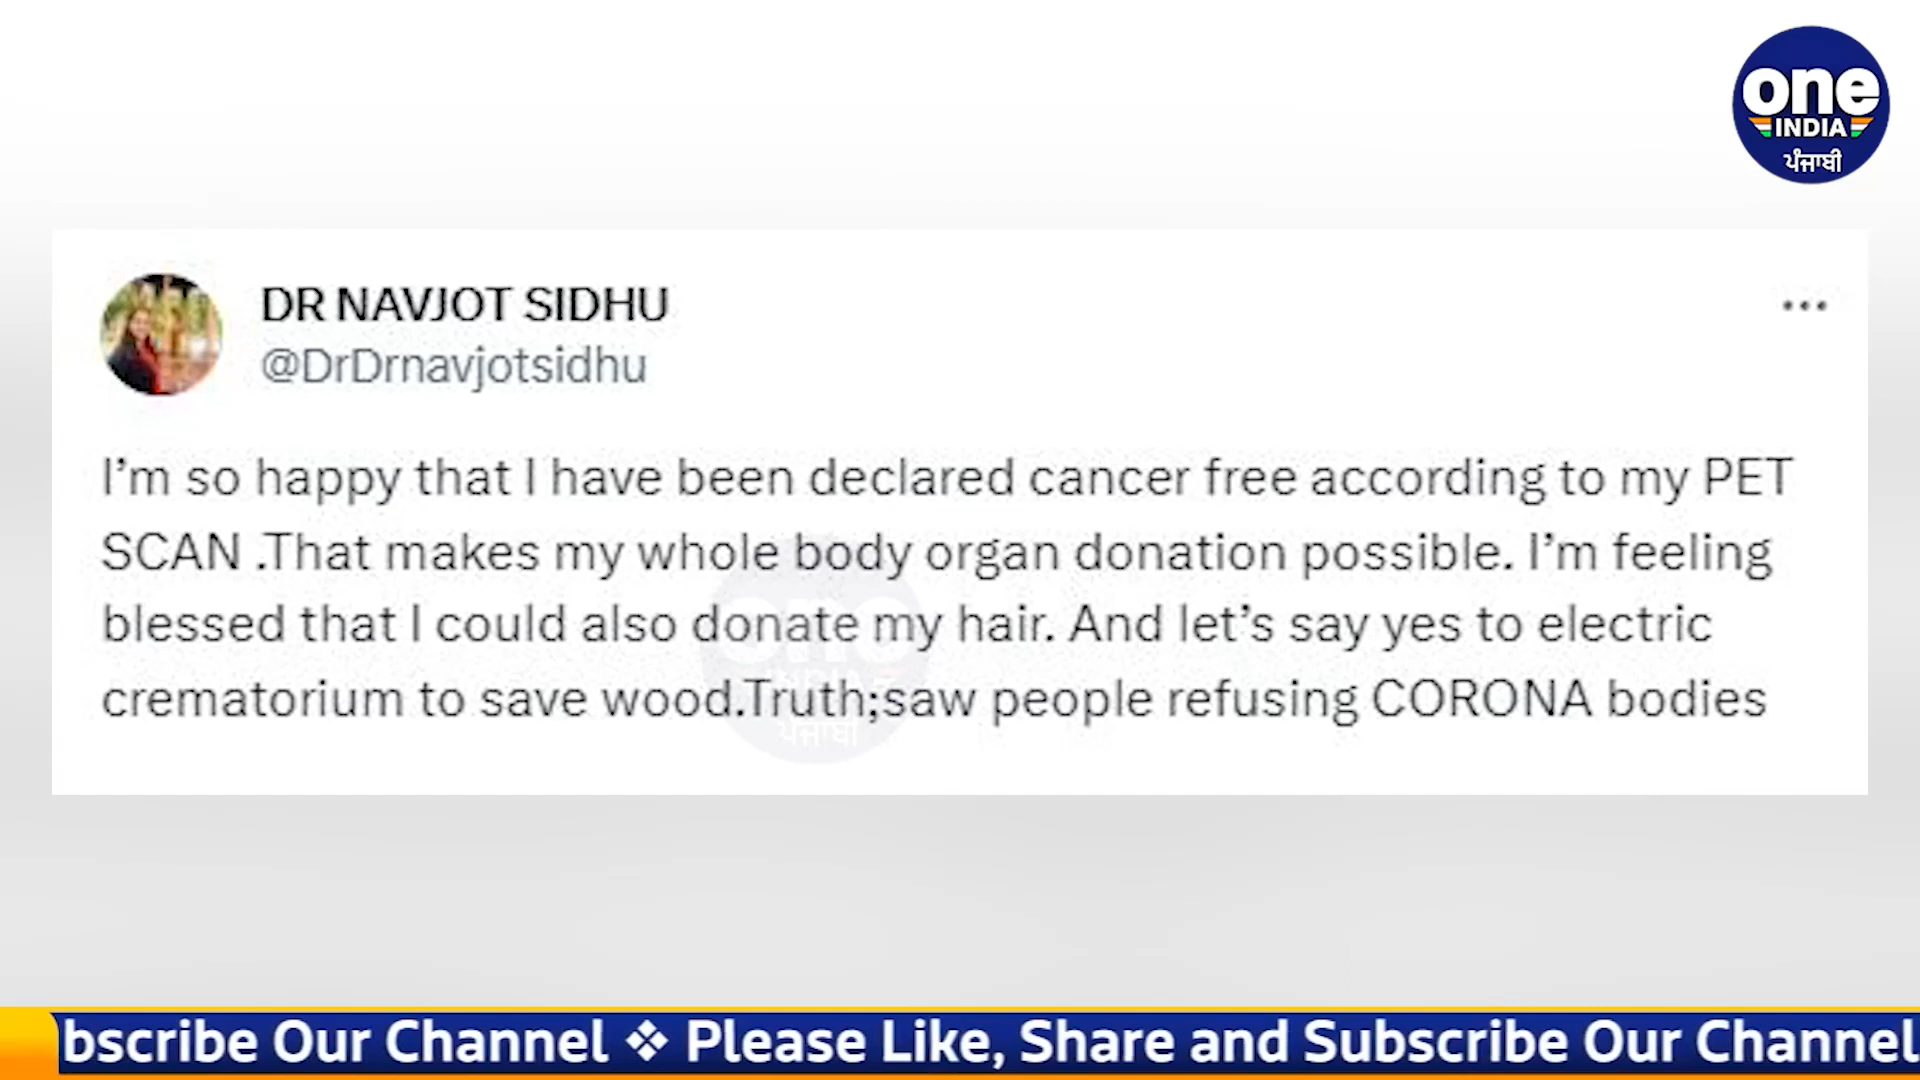 one
INDIA
ਪੰਜਾਬੀ
DR NAVJOT SIDHU
@DrDrnavjotsidhu
I’m so happy that I have been declared cancer free according to my PET
SCAN .That makes my whole body organ donation possible. I’m feeling
blessed that I could also donate my hair. And let’s say yes to electric
crematorium to save wood.Truth;saw people refusing CORONA bodies
one
INDIA
ਪੰਜਾਬੀ
bscribe Our Channel ❖ Please Like, Share and Subscribe Our Channel